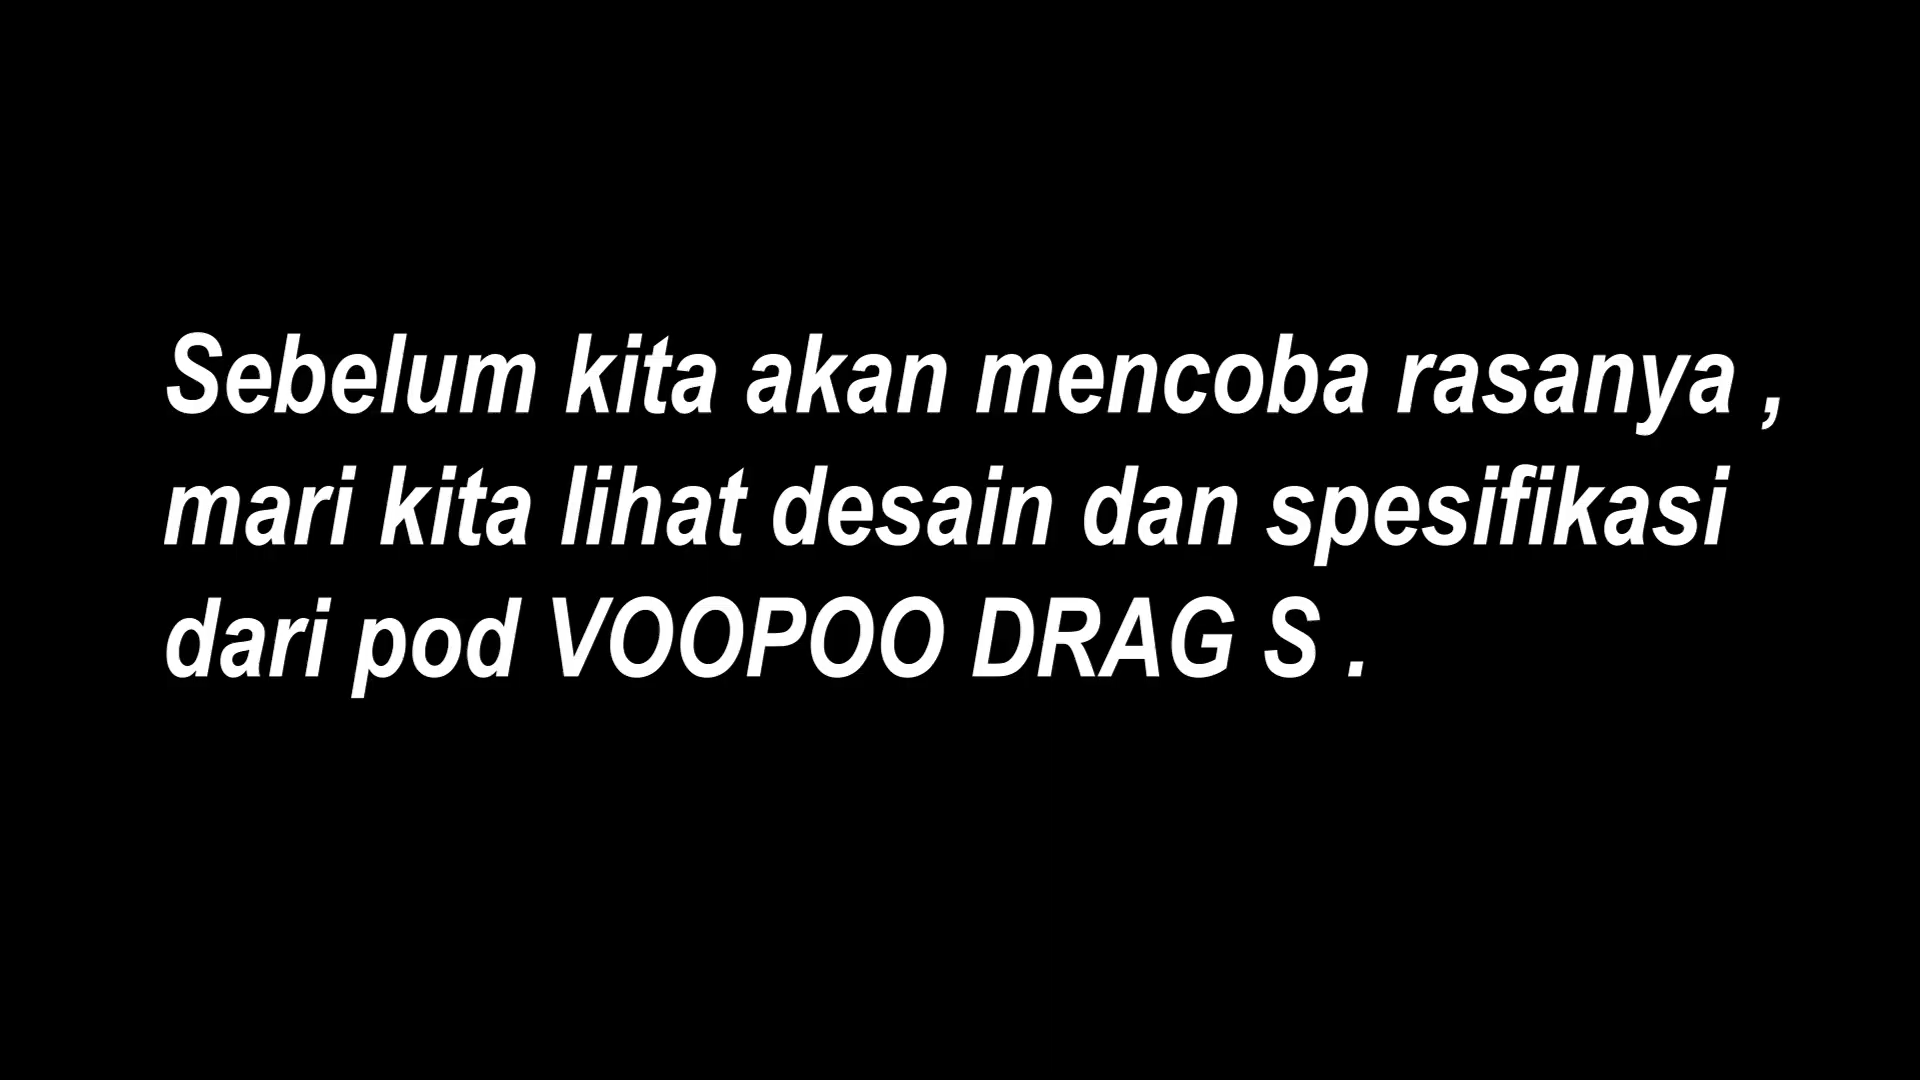 Sebelum kita akan mencoba rasanya ,
mari kita lihat desain dan spesifikasi
dari pod VOOPOO DRAG S .